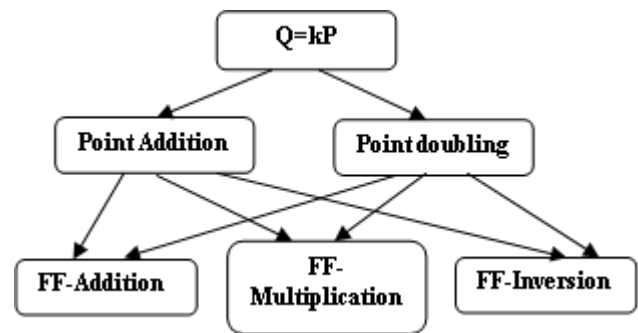 Q=kP
Point Addition
Point doubling
FF-Addition
FF-
Multiplication
FF-Inversion